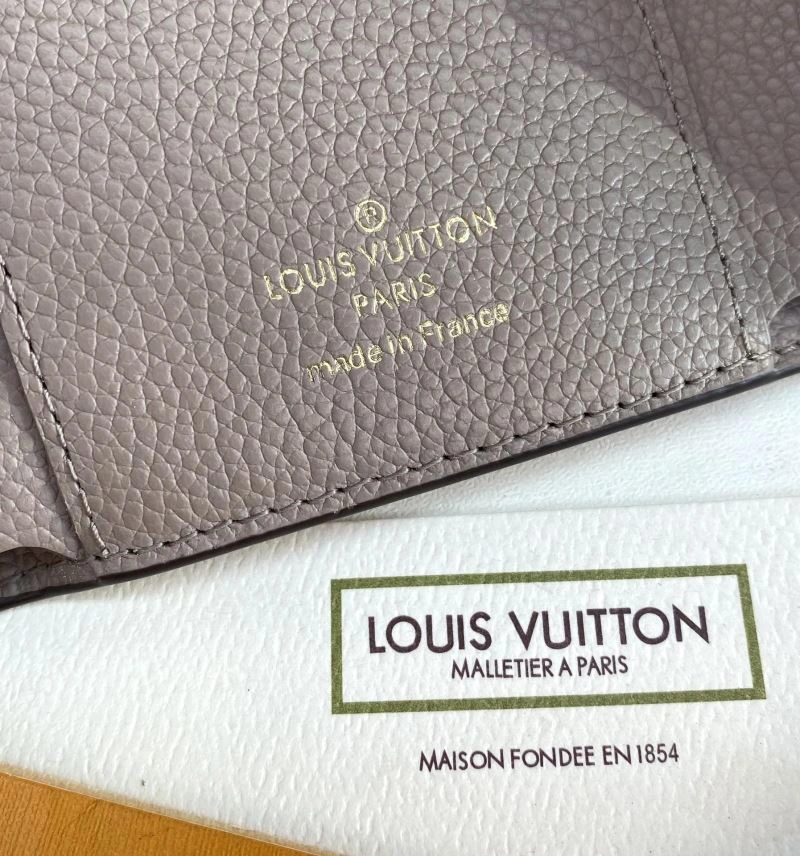 ®
LOUIS VUITTON
PARIS
made in France
LOUIS VUITTON
MALLETIER A PARIS
MAISON FONDEE EN 1854